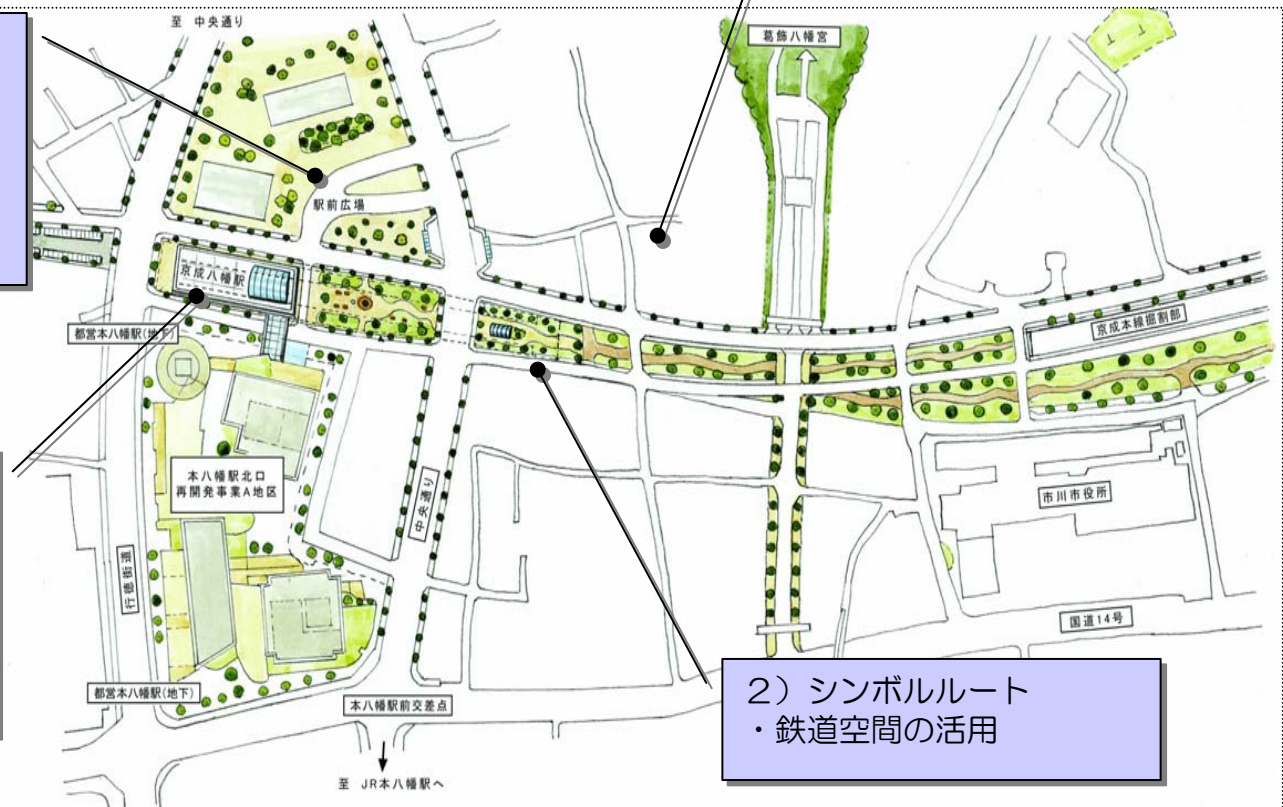 至 中央通り
葛飾八幡宮
駅前広場
京成八幡駅
都営本八幡駅(地下)
京成本線掘割部
本八幡駅北口
再開発事業A地区
中央通り
市川市役所
行徳街道
国道14号
都営本八幡駅(地下)
本八幡駅前交差点
至 JR本八幡駅へ
2）シンボルルート
・鉄道空間の活用